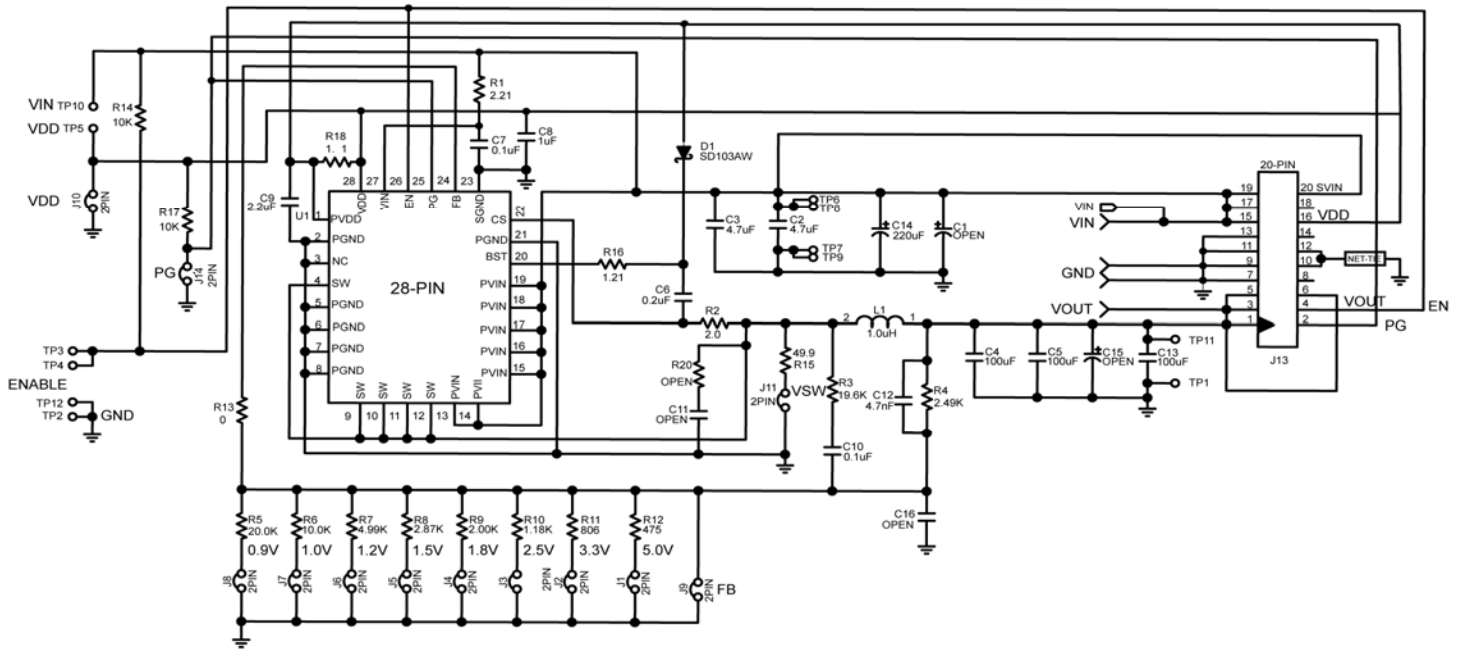 VIN TP10
VDD TP5
R14
10K
VDD
J10
2PIN
R17
10K
PG
J14
2PIN
TP3
TP4
ENABLE
TP12
TP2
GND
R13
0
R18
1. 1
C9
2.2uF
U1
R1
2.21
C7
0.1uF
C8
1uF
28 27 26 25 24 23
VDD
VIN
EN
PG
FB
SGND
1 PVDD
2 PGND
3 NC
4 SW
5 PGND
6 PGND
7 PGND
8 PGND
28-PIN
CS 22
PGND 21
BST 20
PVIN 19
PVIN 18
PVIN 17
PVIN 16
PVIN 15
SW
SW
SW
SW
PVIN
PVII
9 10 11 12 13 14
D1
SD103AW
R16
1.21
C6
0.2uF
R2
2.0
C3
4.7uF
C2
4.7uF
TP6
TP8
TP7
TP9
C14
220uF
C1
OPEN
R20
OPEN
C11
OPEN
49.9
R15
J11
2PIN
VSW
R3
19.6K
C10
0.1uF
2 L1 1
1.0uH
C12
4.7nF
R4
2.49K
C16
OPEN
C4
100uF
C5
100uF
C15
OPEN
C13
100uF
TP11
TP1
20-PIN
19
17
15
13
11
9
7
5
3
1
20 SVIN
18
16 VDD
14
12
10
8
6
4
2
J13
VIN
VIN
GND
VOUT
NET-TIE
VOUT
EN
PG
R5
20.0K
0.9V
J8
2PIN
R6
10.0K
1.0V
J7
2PIN
R7
4.99K
1.2V
J6
2PIN
R8
2.87K
1.5V
J5
2PIN
R9
2.00K
1.8V
J4
2PIN
R10
1.18K
2.5V
J3
2PIN
R11
806
3.3V
J2
2PIN
R12
475
5.0V
J1
2PIN
J9
2PIN
FB